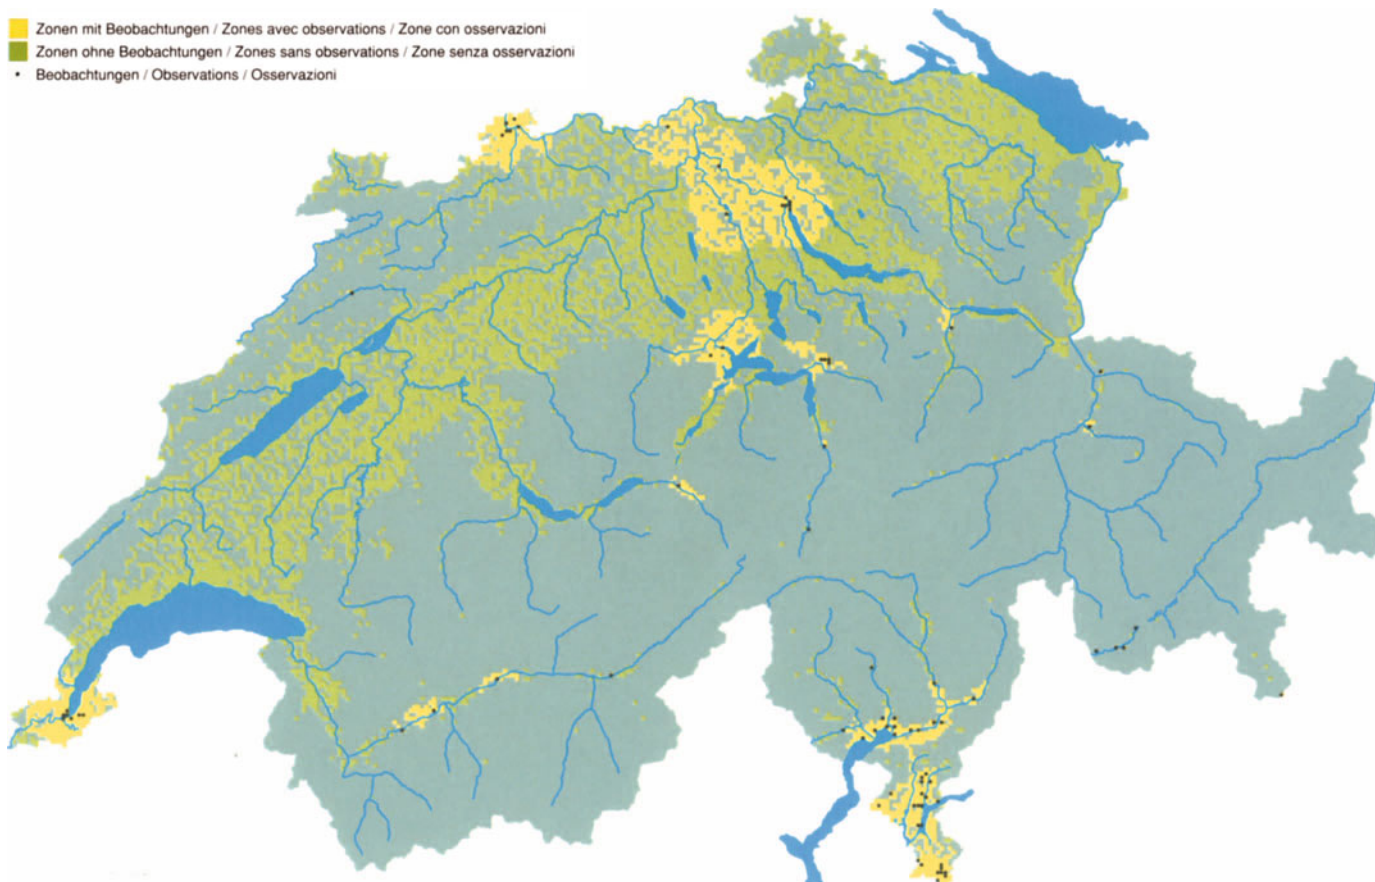 Zonen mit Beobachtungen / Zones avec observations / Zone con osservazioni
Zonen ohne Beobachtungen / Zones sans observations / Zone senza osservazioni
Beobachtungen / Observations / Osservazioni